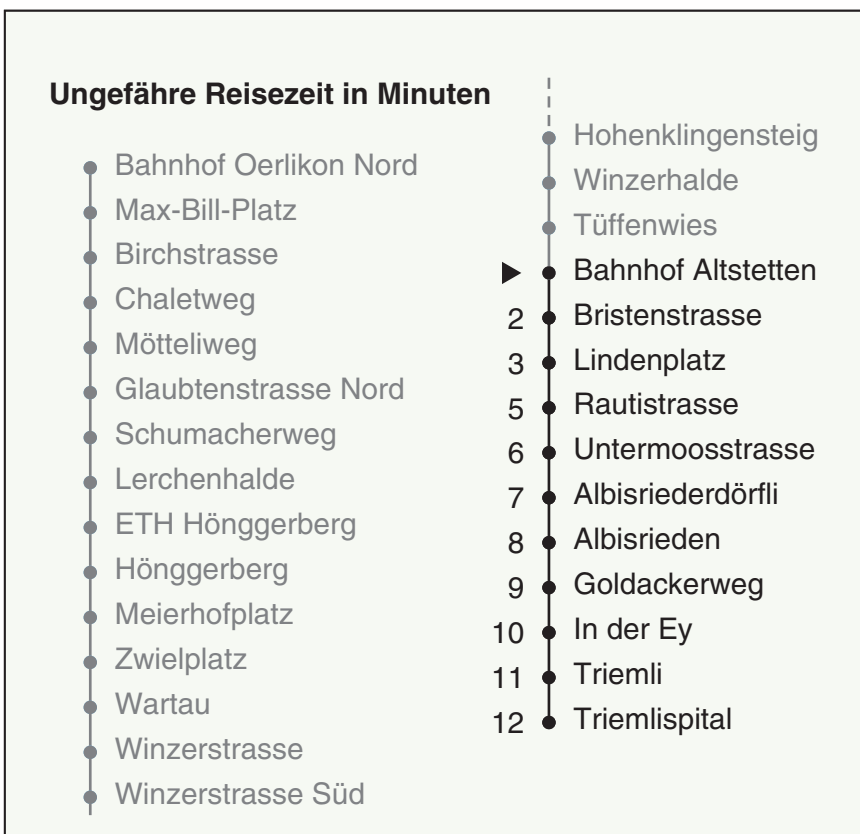 Ungefähre Reisezeit in Minuten
Bahnhof Oerlikon Nord
Max-Bill-Platz
Birchstrasse
Chaletweg
Mötteliweg
Glaubtenstrasse Nord
Schumacherweg
Lerchenhalde
ETH Hönggerberg
Hönggerberg
Meierhofplatz
Zwielplatz
Wartau
Winzerstrasse
Winzerstrasse Süd
Hohenklingensteig
Winzerhalde
Tüffenwies
Bahnhof Altstetten
2 Bristenstrasse
3 Lindenplatz
5 Rautistrasse
6 Untermoosstrasse
7 Albisriederdörfli
8 Albisrieden
9 Goldackerweg
10 In der Ey
11 Triemli
12 Triemlispital